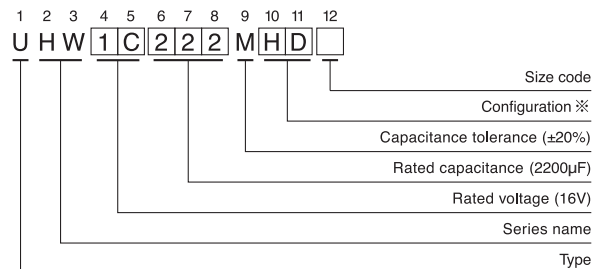 1 2 3 4 5 6 7 8 9 10 11 12
U H W 1 C 2 2 2 M H D
Size code
Configuration ※
Capacitance tolerance (±20%)
Rated capacitance (2200µF)
Rated voltage (16V)
Series name
Type